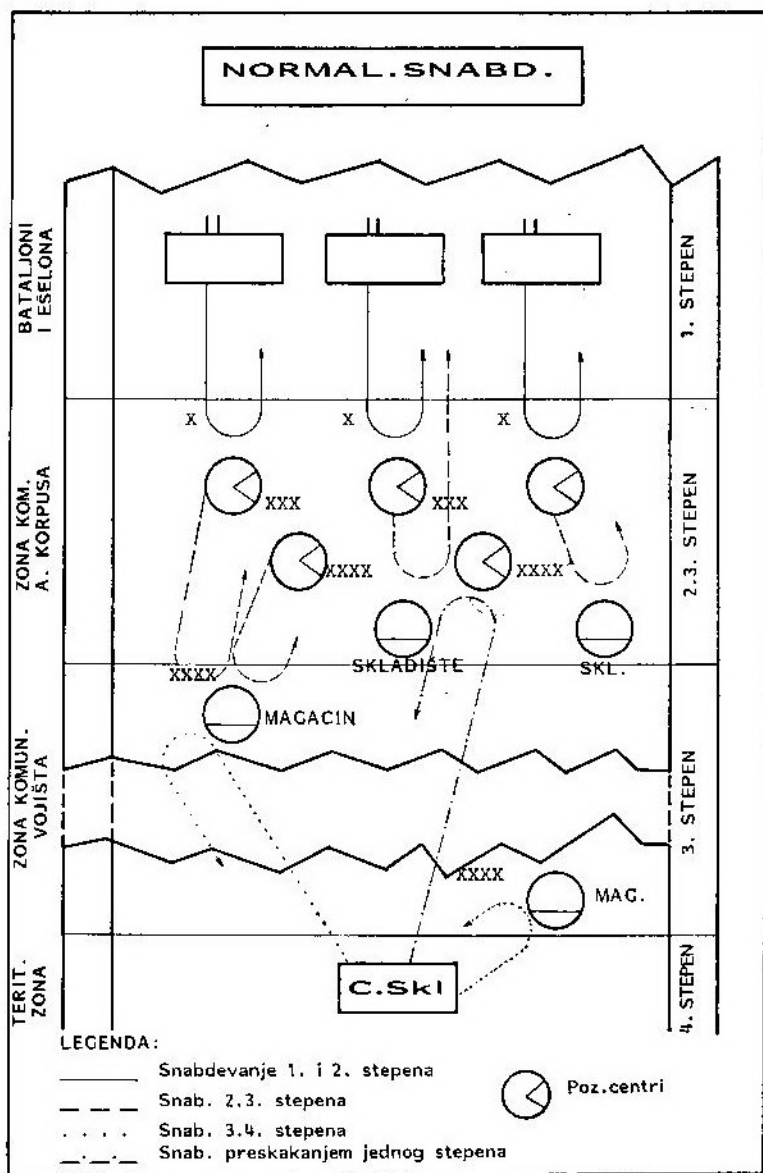 NORMAL.SNABD.
BATALJONI
I EŠELONA
1. STEPEN
X
X
X
ZONA KOM.
A. KORPUSA
2.3. STEPEN
XXX
XXX
XXXX
XXXX
SKLADIŠTE
SKL.
XXXX
MAGACIN
ZONA KOMUN.
VOJIŠTA
3. STEPEN
XXXX
MAG.
TERIT.
ZONA
C.Skl
4. STEPEN
LEGENDA:
Snabdevanje 1. i 2. stepena
Snab. 2.3. stepena
Snab. 3.4. stepena
Snab. preskakanjem jednog stepena
Poz.centri